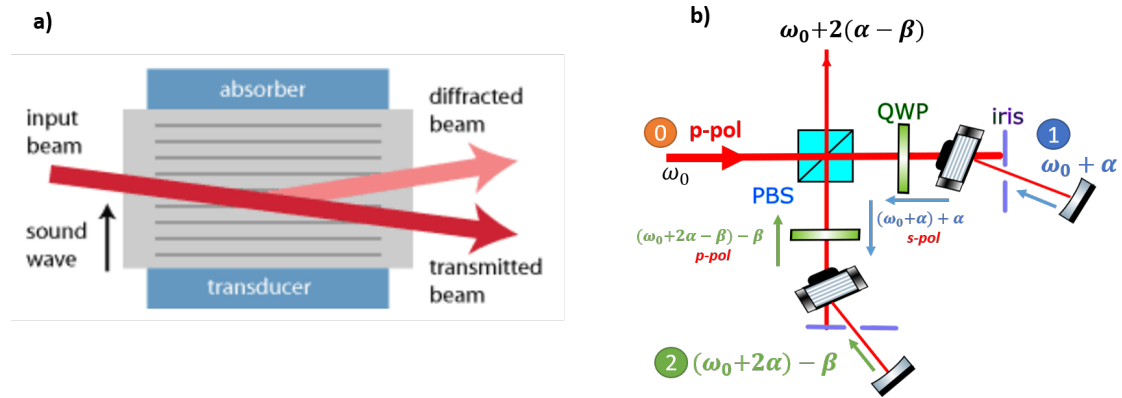 a)
absorber
input
beam
diffracted
beam
sound
wave
transmitted
beam
transducer
b)
ω₀+2(α − β)
QWP
iris
0
p-pol
1
ω₀ + α
ω₀
PBS
(ω₀+α) + α
s-pol
(ω₀+2α − β) − β
p-pol
2 (ω₀+2α) − β